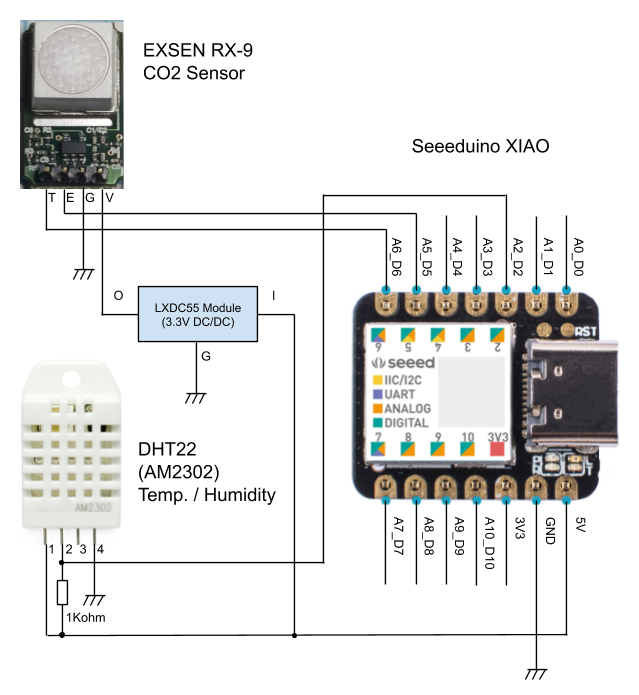 EXSEN RX-9
CO2 Sensor
Seeeduino XIAO
T E G V
A6_D6
A5_D5
A4_D4
A3_D3
A2_D2
A1_D1
A0_D0
O
I
LXDC55 Module
(3.3V DC/DC)
G
RST
6 5 4 3 2
seeed
IIC/I2C
UART
ANALOG
DIGITAL
7 8 9 10 3V3
DHT22
(AM2302)
Temp. / Humidity
AM2302
1 2 3 4
1Kohm
A7_D7
A8_D8
A9_D9
A10_D10
3V3
GND
5V